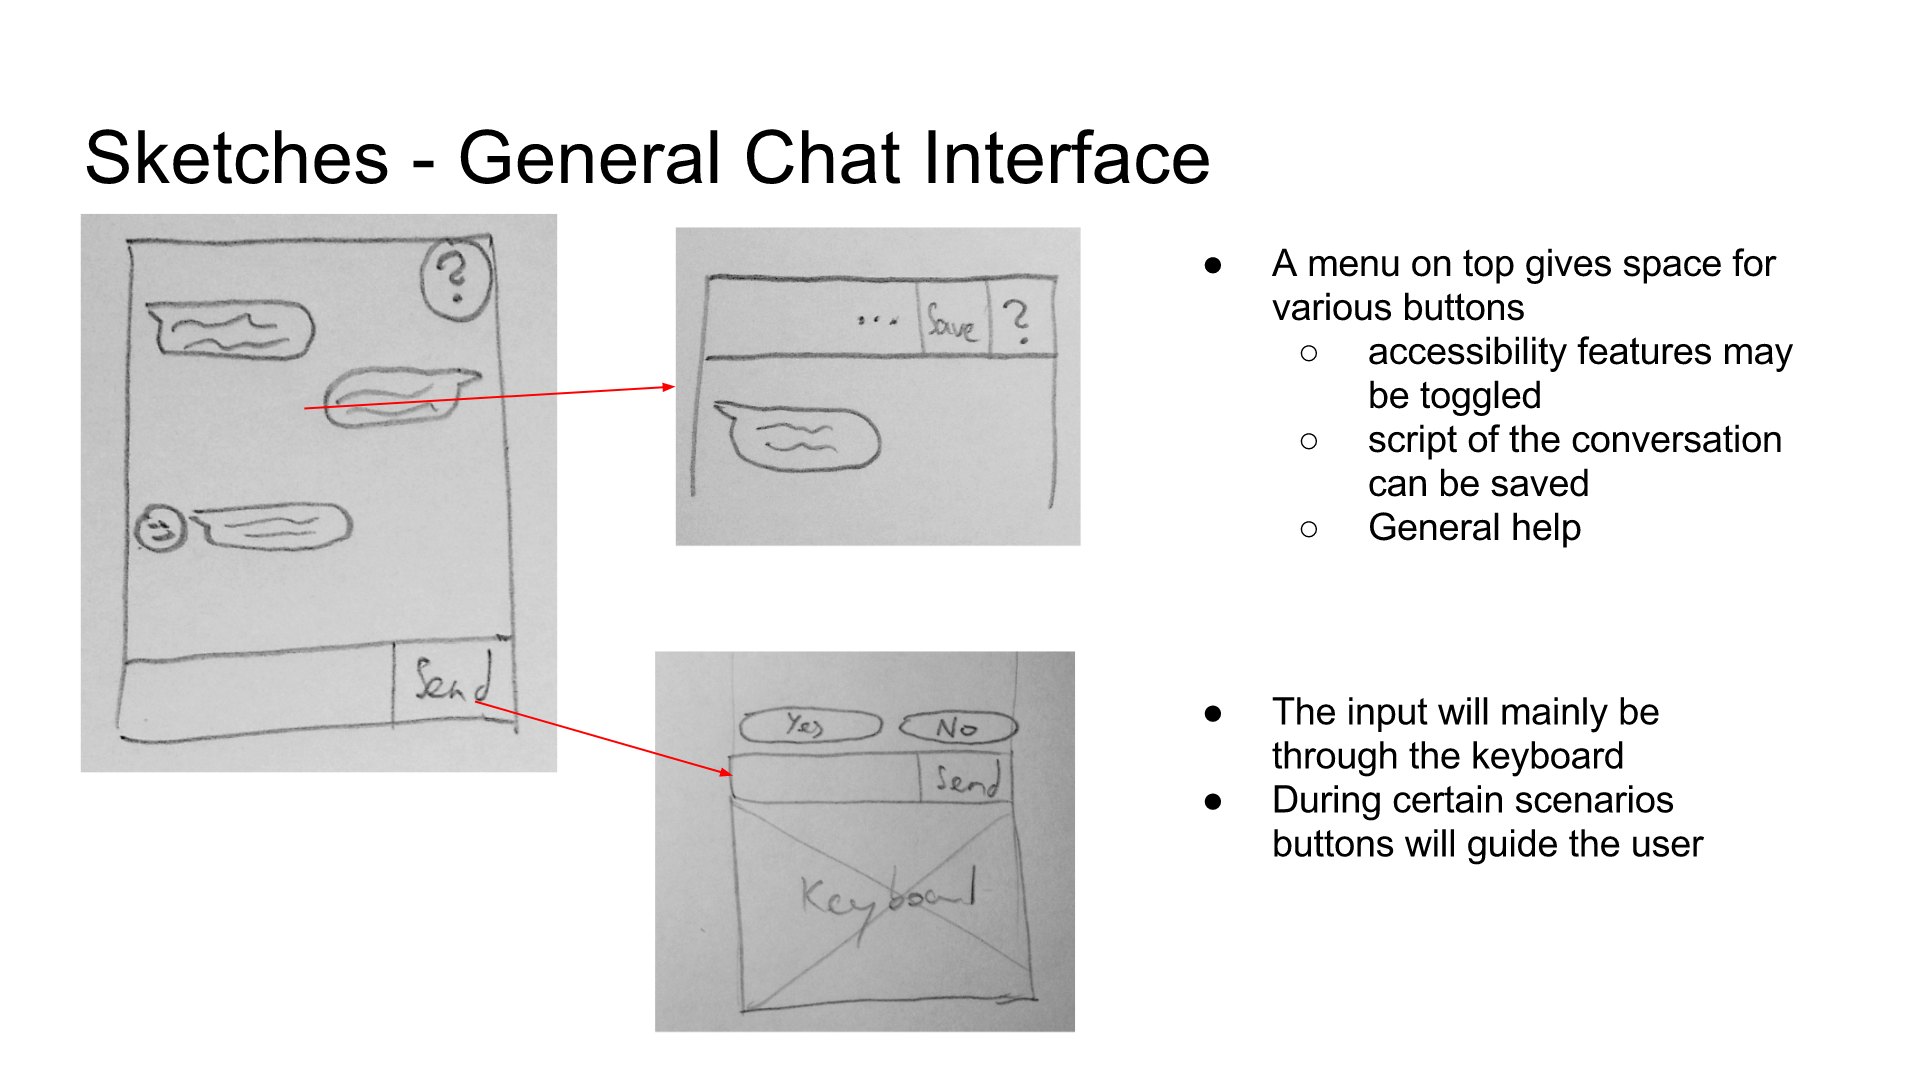 Sketches - General Chat Interface
?
Send
... Save ?
Yes No
Send
Keyboard
● A menu on top gives space for
various buttons
○ accessibility features may
be toggled
○ script of the conversation
can be saved
○ General help
● The input will mainly be
through the keyboard
● During certain scenarios
buttons will guide the user